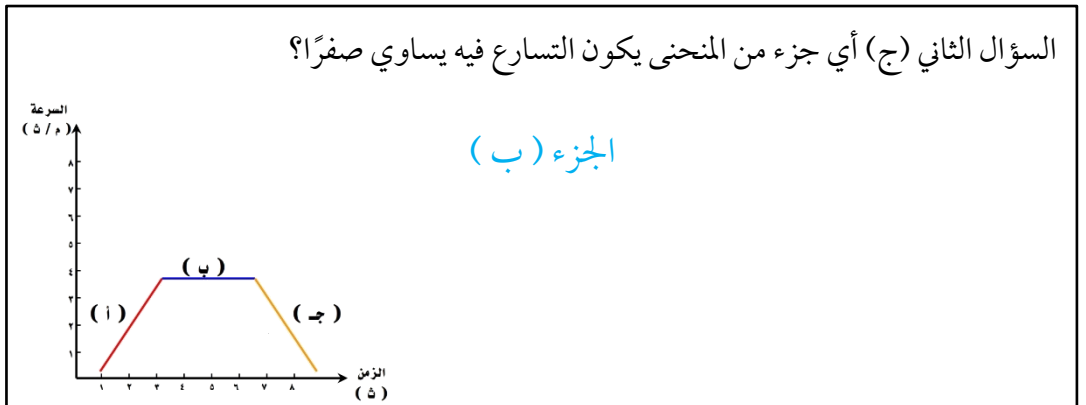 السؤال الثاني (ج) أي جزء من المنحنى يكون التسارع فيه يساوي صفرًا؟
الجزء ( ب )
السرعة
( م / ث )
٨
٧
٦
٥
٤
٣
٢
١
( أ )
( ب )
( جـ )
١ ٢ ٣ ٤ ٥ ٦ ٧ ٨
الزمن
( ث )